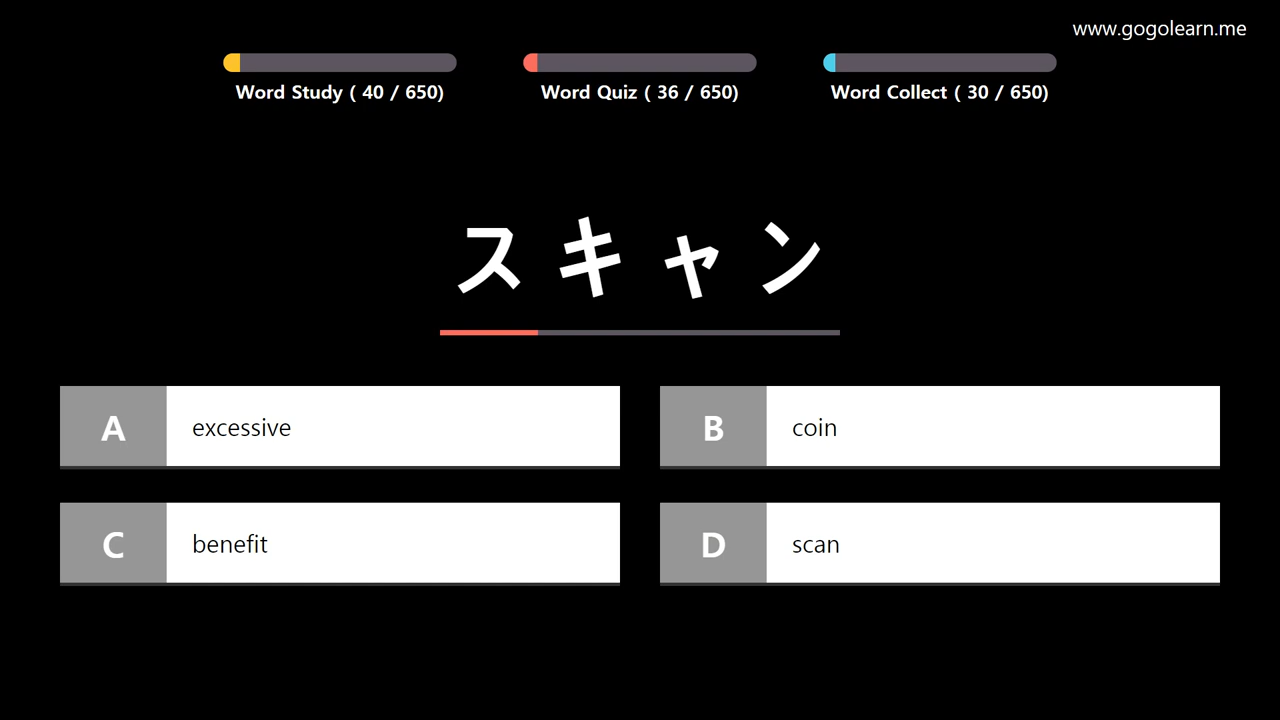 www.gogolearn.me
Word Study ( 40 / 650)
Word Quiz ( 36 / 650)
Word Collect ( 30 / 650)
スキャン
A excessive
B coin
C benefit
D scan